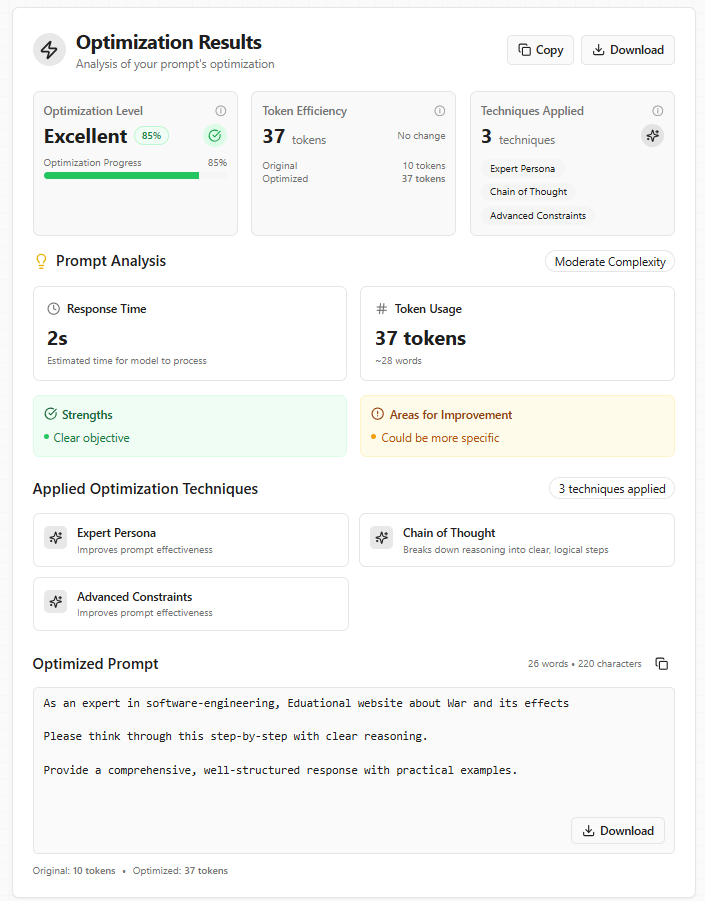 Optimization Results
Analysis of your prompt's optimization
Copy
Download
Optimization Level
Excellent 85%
Optimization Progress 85%
Token Efficiency
37 tokens No change
Original 10 tokens
Optimized 37 tokens
Techniques Applied
3 techniques
Expert Persona
Chain of Thought
Advanced Constraints
Prompt Analysis
Moderate Complexity
Response Time
2s
Estimated time for model to process
# Token Usage
37 tokens
~28 words
Strengths
• Clear objective
Areas for Improvement
• Could be more specific
Applied Optimization Techniques
3 techniques applied
Expert Persona
Improves prompt effectiveness
Chain of Thought
Breaks down reasoning into clear, logical steps
Advanced Constraints
Improves prompt effectiveness
Optimized Prompt
26 words • 220 characters
As an expert in software-engineering, Eduational website about War and its effects
Please think through this step-by-step with clear reasoning.
Provide a comprehensive, well-structured response with practical examples.
Download
Original: 10 tokens • Optimized: 37 tokens